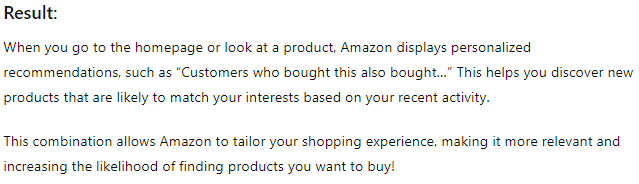 Result:
When you go to the homepage or look at a product, Amazon displays personalized
recommendations, such as “Customers who bought this also bought...” This helps you discover new
products that are likely to match your interests based on your recent activity.
This combination allows Amazon to tailor your shopping experience, making it more relevant and
increasing the likelihood of finding products you want to buy!